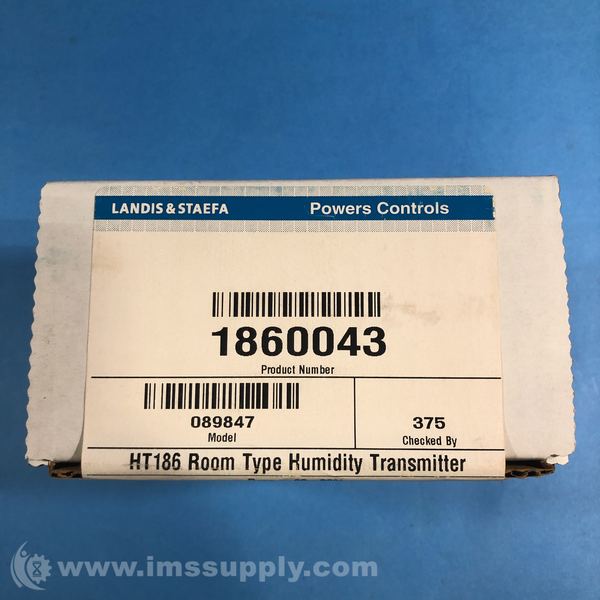 LANDIS & STAEFA Powers Controls
1860043
Product Number
089847
Model
375
Checked By
HT186 Room Type Humidity Transmitter
www.imssupply.com